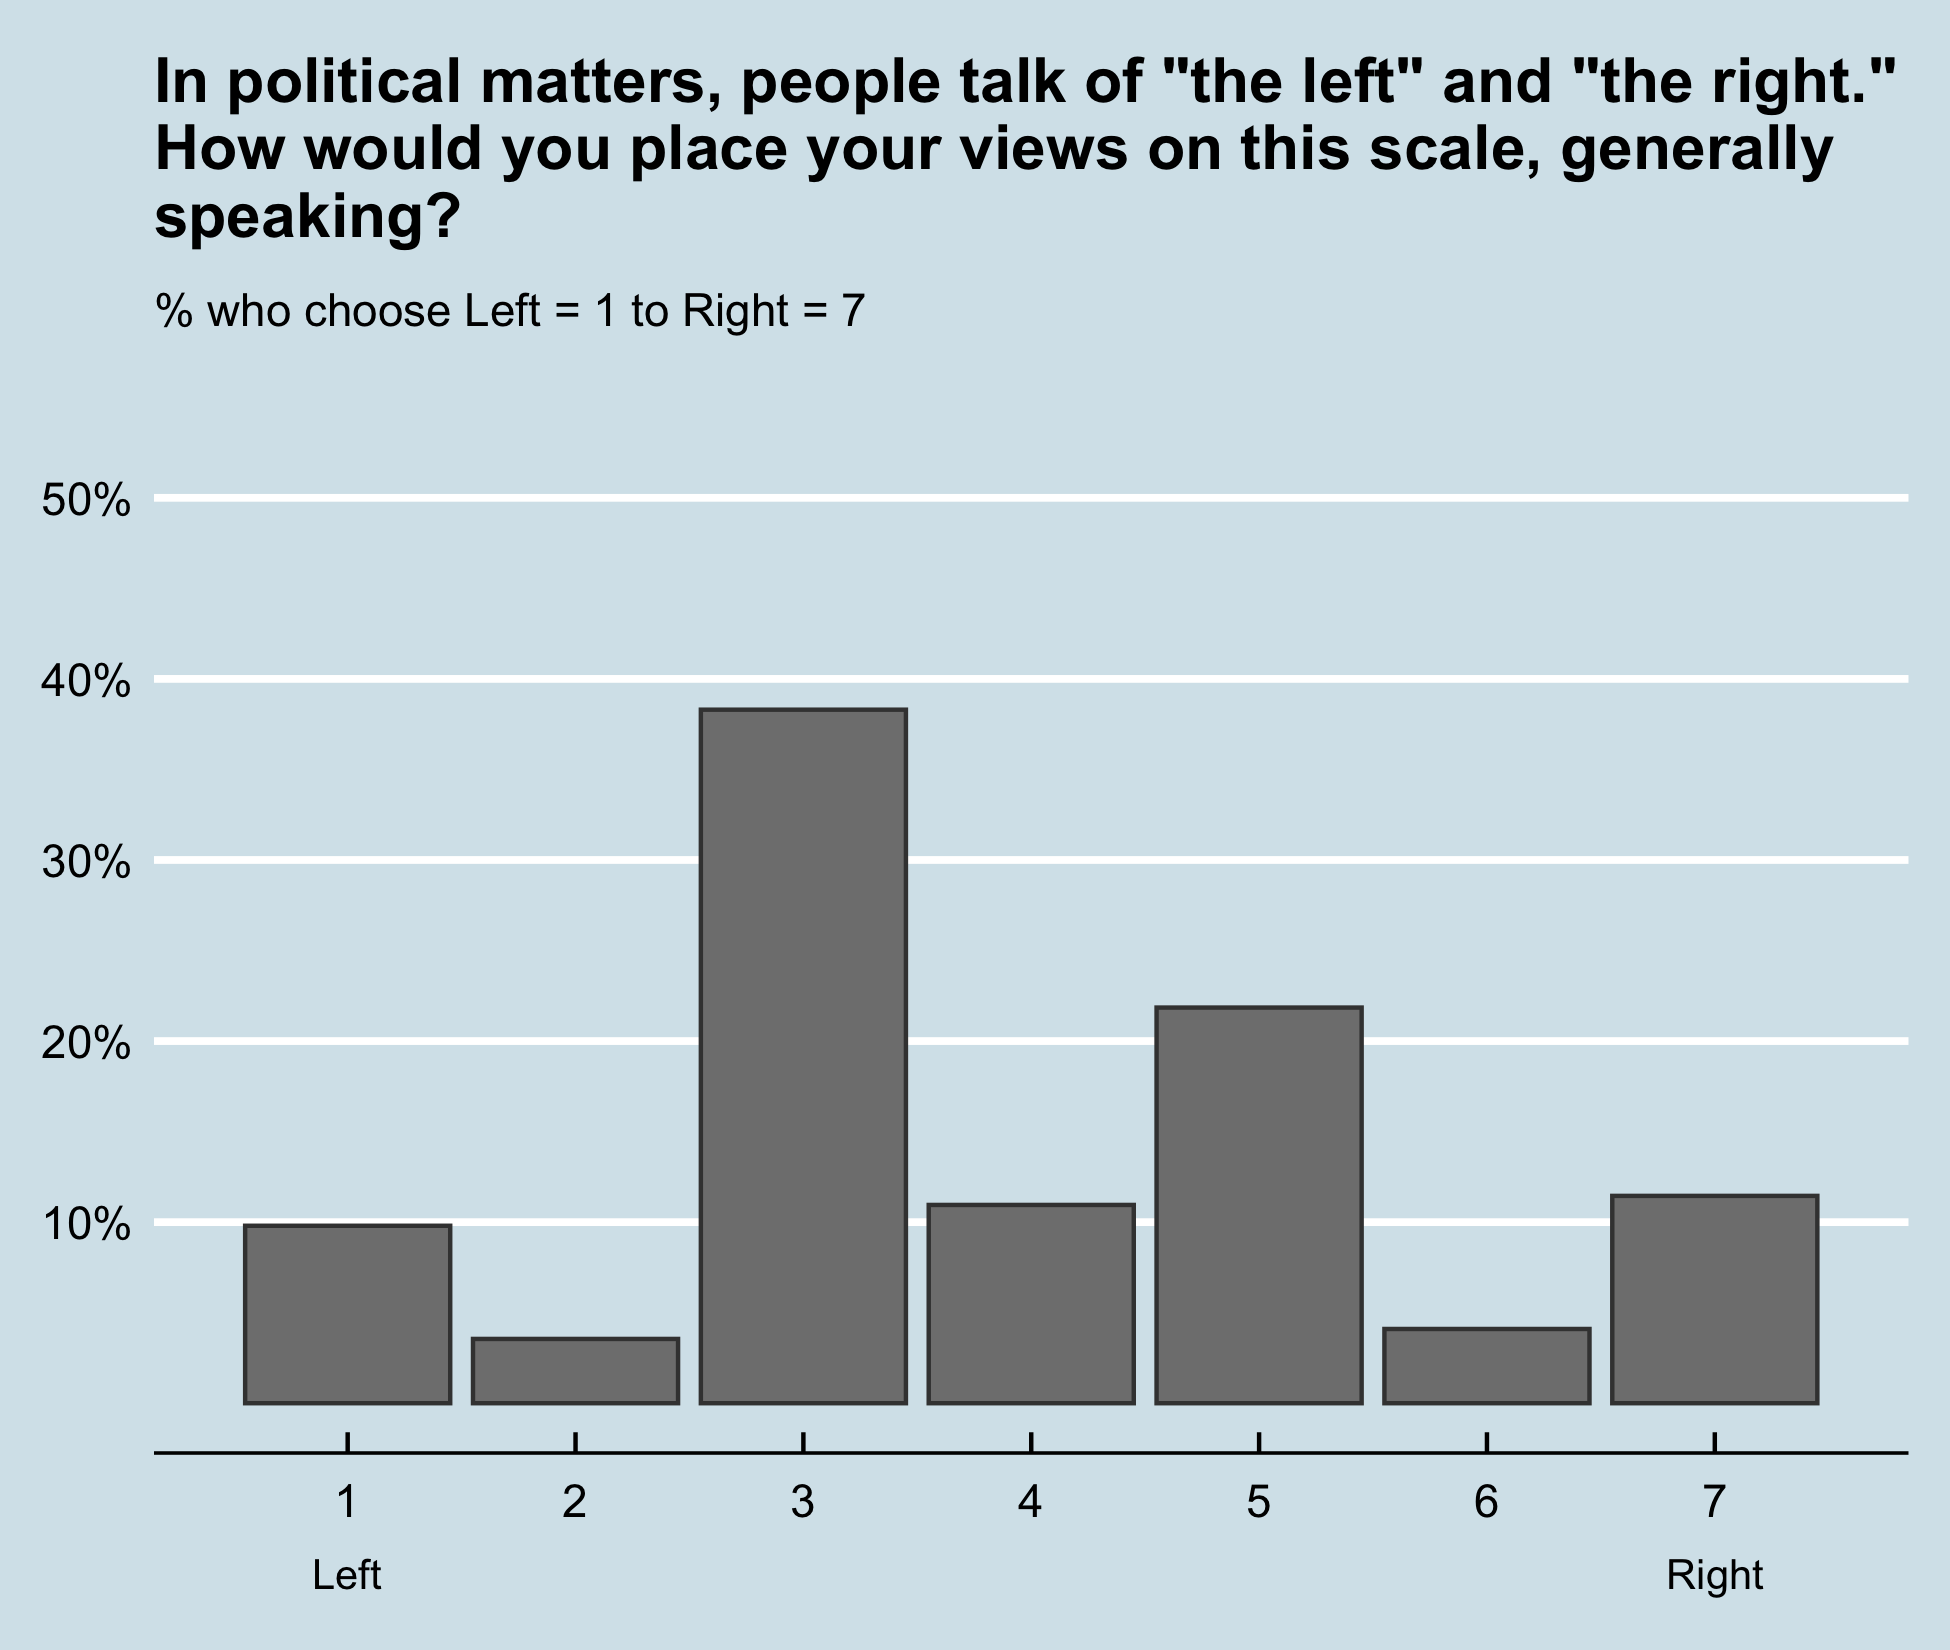 In political matters, people talk of "the left" and "the right."
How would you place your views on this scale, generally
speaking?
% who choose Left = 1 to Right = 7
50%
40%
30%
20%
10%
1 2 3 4 5 6 7
Left Right